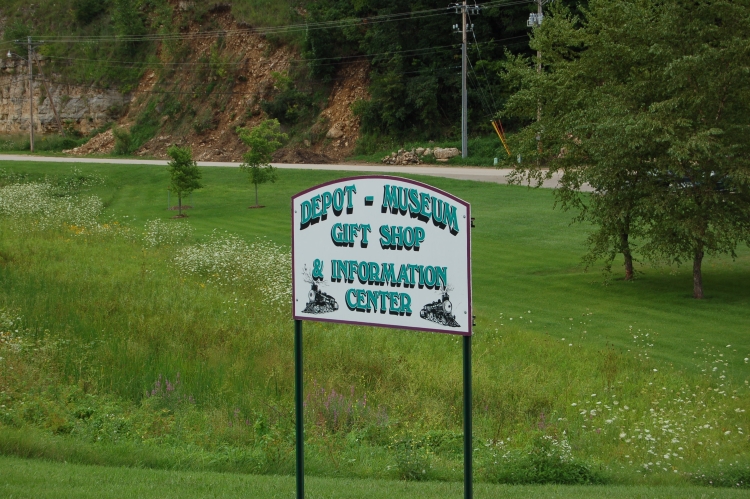 DEPOT - MUSEUM
GIFT SHOP
& INFORMATION
CENTER